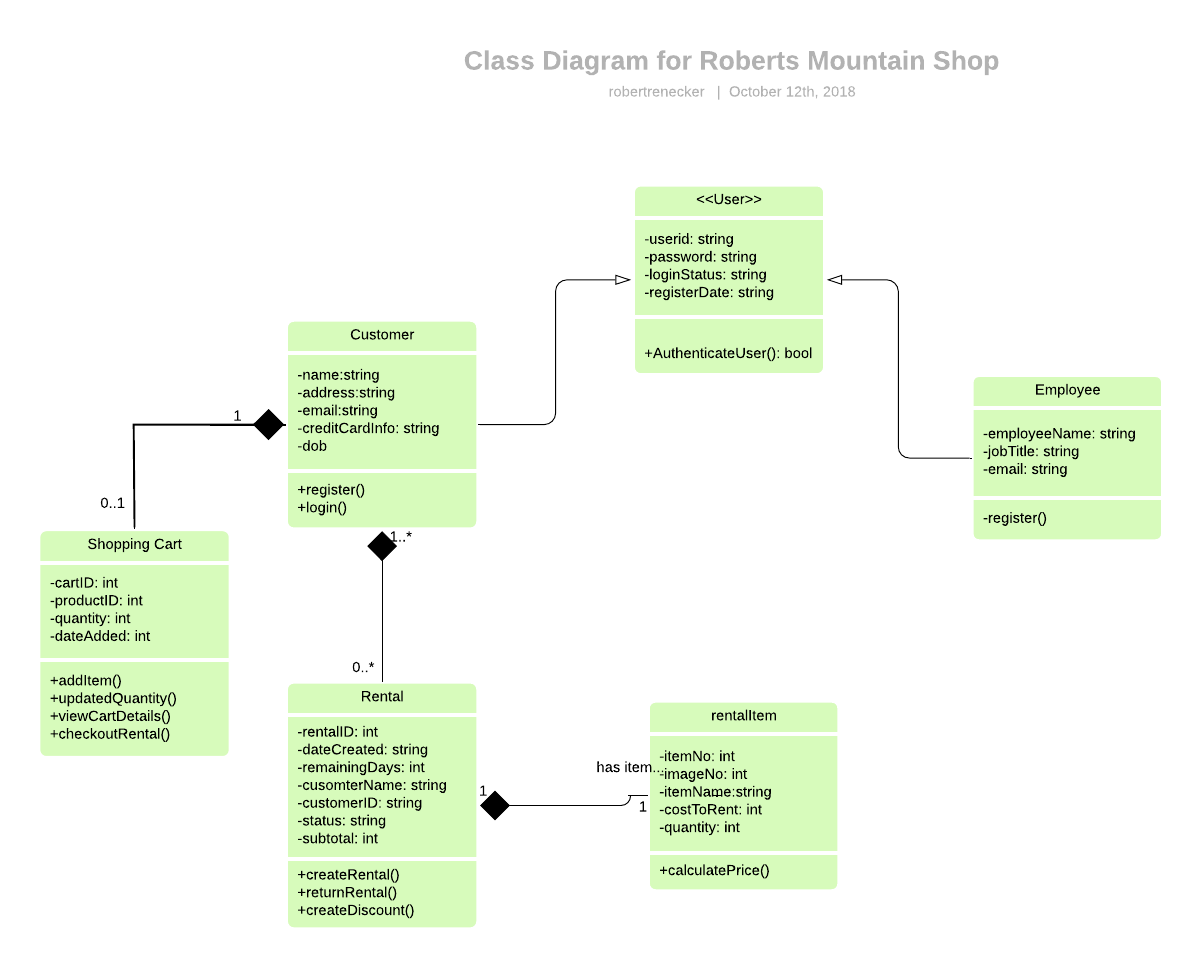 Class Diagram for Roberts Mountain Shop
robertrenecker | October 12th, 2018
<<User>>
-userid: string
-password: string
-loginStatus: string
-registerDate: string
+AuthenticateUser(): bool
Customer
-name:string
-address:string
-email:string
-creditCardInfo: string
-dob
+register()
+login()
Employee
-employeeName: string
-jobTitle: string
-email: string
-register()
1
0..1
Shopping Cart
-cartID: int
-productID: int
-quantity: int
-dateAdded: int
+addItem()
+updatedQuantity()
+viewCartDetails()
+checkoutRental()
1..*
0..*
Rental
-rentalID: int
-dateCreated: string
-remainingDays: int
-cusomterName: string
-customerID: string
-status: string
-subtotal: int
+createRental()
+returnRental()
+createDiscount()
1
has item...
1
rentalItem
-itemNo: int
-imageNo: int
-itemName:string
-costToRent: int
-quantity: int
+calculatePrice()